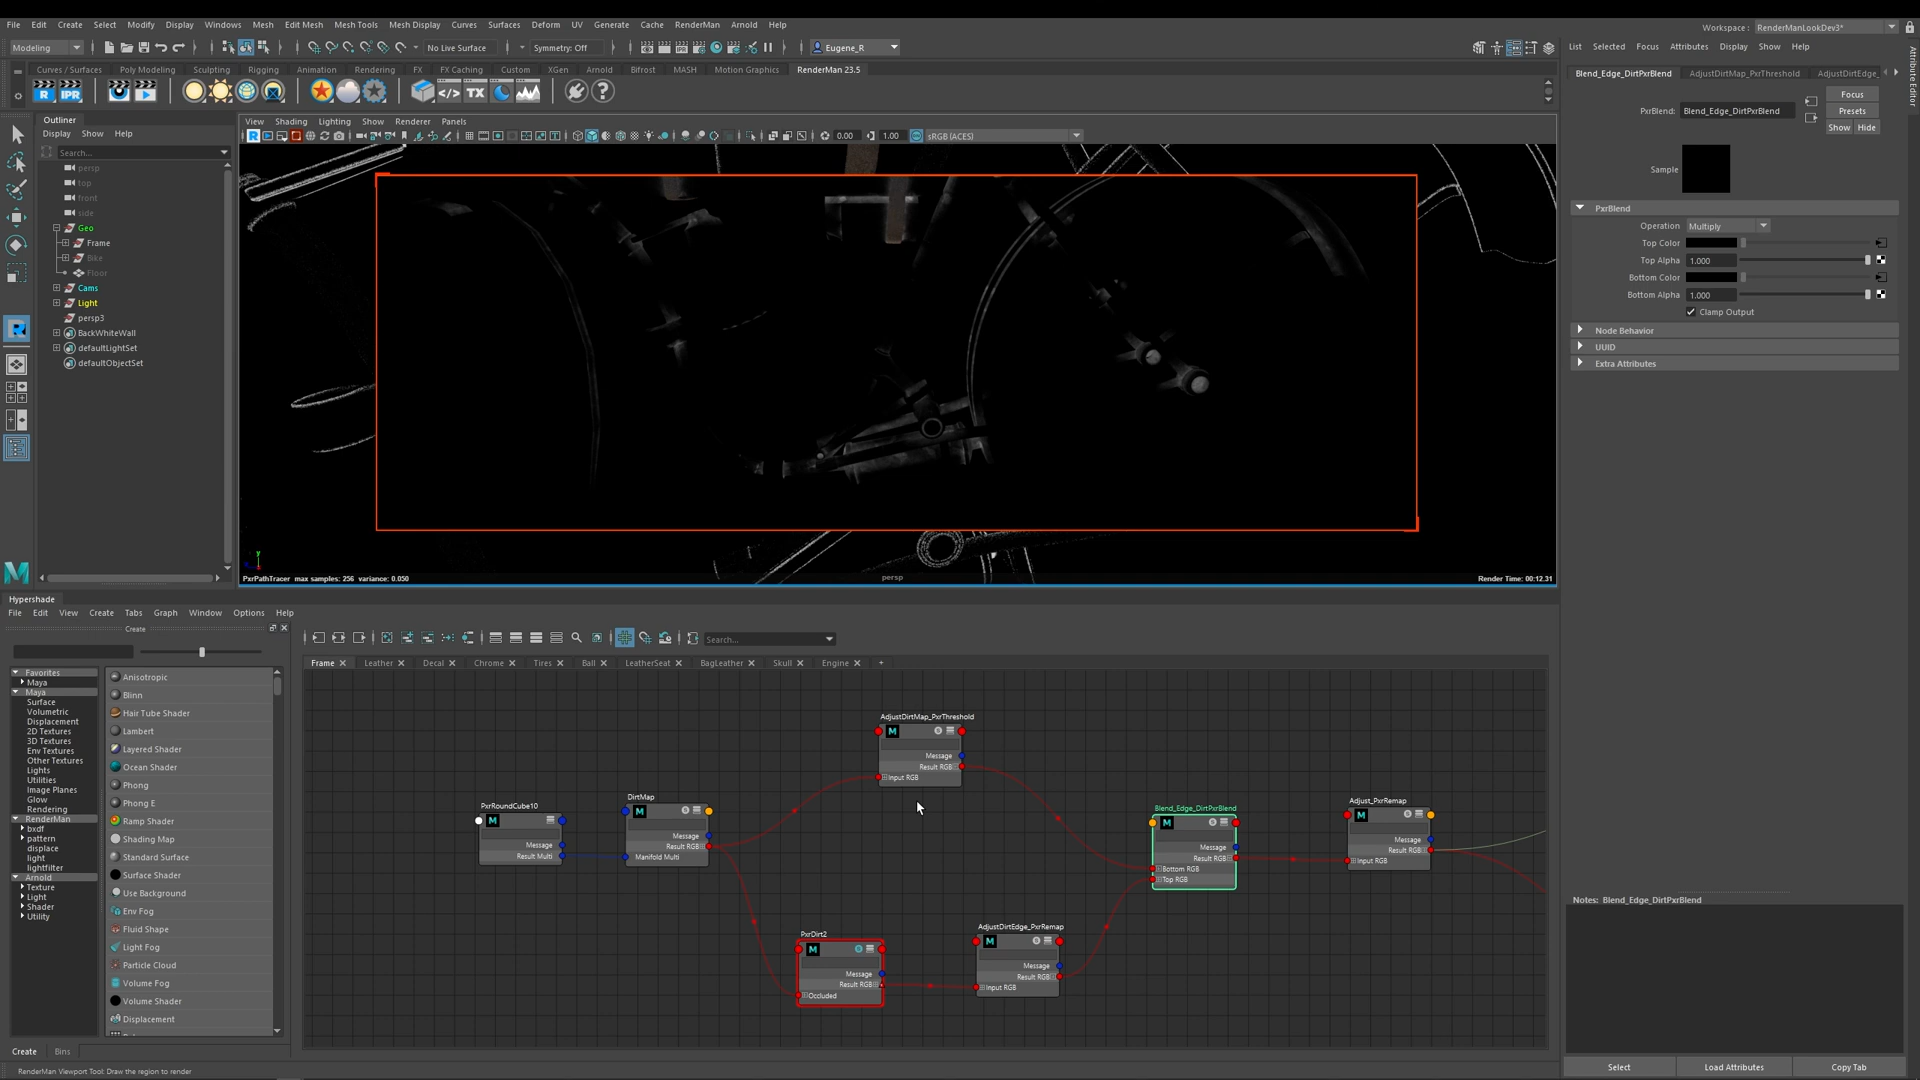 File Edit Create Select Modify Display Windows Mesh Edit Mesh Mesh Tools Mesh Display Curves Surfaces Deform UV Generate Cache RenderMan Arnold Help
Workspace : RenderManLookDev3*
Modeling
No Live Surface
Symmetry: Off
Eugene_R
List Selected Focus Attributes Display Show Help
Curves / Surfaces Poly Modeling Sculpting Rigging Animation Rendering FX FX Caching Custom XGen Arnold Bifrost MASH Motion Graphics RenderMan 23.5
Blend_Edge_DirtPxrBlend AdjustDirtMap_PxrThreshold AdjustDirtEdge_
Attribute Editor
R IPR </> TX ?
Focus
PxrBlend: Blend_Edge_DirtPxrBlend
Presets
Show Hide
Sample
Outliner
Display Show Help
Search...
persp
top
front
side
Geo
Frame
Bike
Floor
Cams
Light
persp3
BackWhiteWall
defaultLightSet
defaultObjectSet
View Shading Lighting Show Renderer Panels
0.00 1.00 sRGB (ACES)
PxrPathTracer max samples: 256 variance: 0.050
persp
Render Time: 00:12.31
PxrBlend
Operation Multiply
Top Color
Top Alpha 1.000
Bottom Color
Bottom Alpha 1.000
Clamp Output
Node Behavior
UUID
Extra Attributes
Hypershade
File Edit View Create Tabs Graph Window Options Help
Create
Search...
Frame Leather Decal Chrome Tires Ball LeatherSeat BagLeather Skull Engine +
Favorites
Maya
Maya
Surface
Volumetric
Displacement
2D Textures
3D Textures
Env Textures
Other Textures
Lights
Utilities
Image Planes
Glow
Rendering
RenderMan
bxdf
pattern
displace
light
lightfilter
Arnold
Texture
Light
Shader
Utility
Anisotropic
Blinn
Hair Tube Shader
Lambert
Layered Shader
Ocean Shader
Phong
Phong E
Ramp Shader
Shading Map
Standard Surface
Surface Shader
Use Background
Env Fog
Fluid Shape
Light Fog
Particle Cloud
Volume Fog
Volume Shader
Displacement
PxrRoundCube10
Message
Result Multi
DirtMap
Message
Result RGB
Manifold Multi
AdjustDirtMap_PxrThreshold
Message
Result RGB
Input RGB
PxrDirt2
Message
Result RGB
Occluded
AdjustDirtEdge_PxrRemap
Message
Result RGB
Input RGB
Blend_Edge_DirtPxrBlend
Message
Result RGB
Bottom RGB
Top RGB
Adjust_PxrRemap
Message
Result RGB
Input RGB
Notes: Blend_Edge_DirtPxrBlend
Create Bins
Select Load Attributes Copy Tab
RenderMan Viewport Tool: Draw the region to render